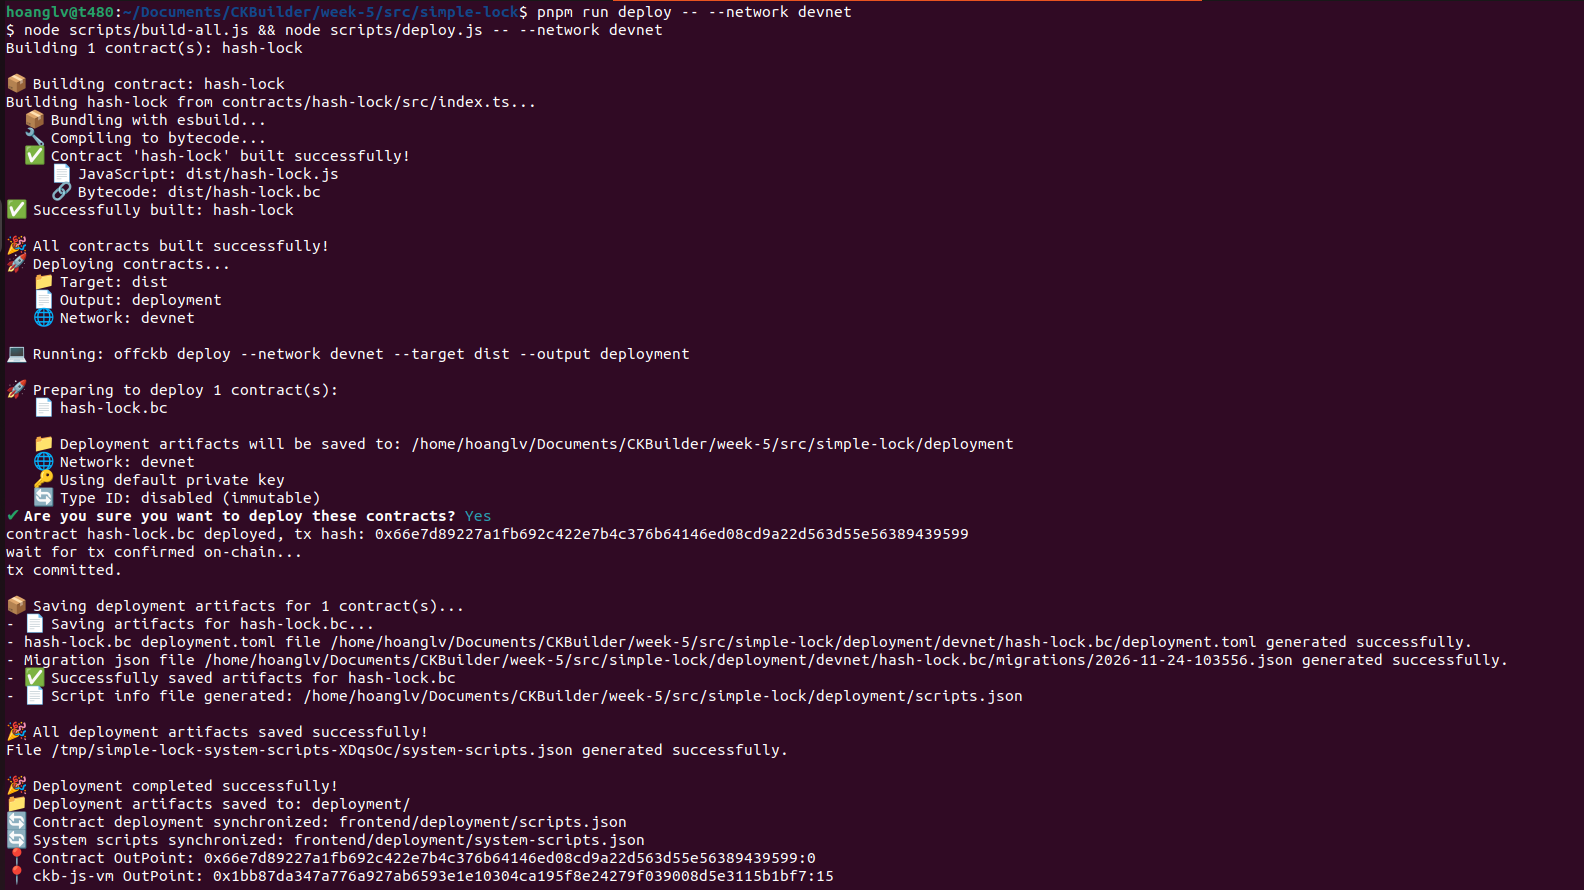 hoanglv@t480:~/Documents/CKBuilder/week-5/src/simple-lock$ pnpm run deploy -- --network devnet
$ node scripts/build-all.js && node scripts/deploy.js -- --network devnet
Building 1 contract(s): hash-lock
📦 Building contract: hash-lock
Building hash-lock from contracts/hash-lock/src/index.ts...
📦 Bundling with esbuild...
🔧 Compiling to bytecode...
✅ Contract 'hash-lock' built successfully!
📄 JavaScript: dist/hash-lock.js
🔗 Bytecode: dist/hash-lock.bc
✅ Successfully built: hash-lock
🎉 All contracts built successfully!
🚀 Deploying contracts...
📁 Target: dist
📄 Output: deployment
🌐 Network: devnet
💻 Running: offckb deploy --network devnet --target dist --output deployment
🚀 Preparing to deploy 1 contract(s):
📄 hash-lock.bc
📁 Deployment artifacts will be saved to: /home/hoanglv/Documents/CKBuilder/week-5/src/simple-lock/deployment
🌐 Network: devnet
🔑 Using default private key
🔄 Type ID: disabled (immutable)
✔ Are you sure you want to deploy these contracts? Yes
contract hash-lock.bc deployed, tx hash: 0x66e7d89227a1fb692c422e7b4c376b64146ed08cd9a22d563d55e56389439599
wait for tx confirmed on-chain...
tx committed.
📦 Saving deployment artifacts for 1 contract(s)...
- 📄 Saving artifacts for hash-lock.bc...
- hash-lock.bc deployment.toml file /home/hoanglv/Documents/CKBuilder/week-5/src/simple-lock/deployment/devnet/hash-lock.bc/deployment.toml generated successfully.
- Migration json file /home/hoanglv/Documents/CKBuilder/week-5/src/simple-lock/deployment/devnet/hash-lock.bc/migrations/2026-11-24-103556.json generated successfully.
- ✅ Successfully saved artifacts for hash-lock.bc
- 📄 Script info file generated: /home/hoanglv/Documents/CKBuilder/week-5/src/simple-lock/deployment/scripts.json
🎉 All deployment artifacts saved successfully!
File /tmp/simple-lock-system-scripts-XDqsOc/system-scripts.json generated successfully.
🎉 Deployment completed successfully!
📁 Deployment artifacts saved to: deployment/
🔄 Contract deployment synchronized: frontend/deployment/scripts.json
🔄 System scripts synchronized: frontend/deployment/system-scripts.json
📍 Contract OutPoint: 0x66e7d89227a1fb692c422e7b4c376b64146ed08cd9a22d563d55e56389439599:0
📍 ckb-js-vm OutPoint: 0x1bb87da347a776a927ab6593e1e10304ca195f8e24279f039008d5e3115b1bf7:15